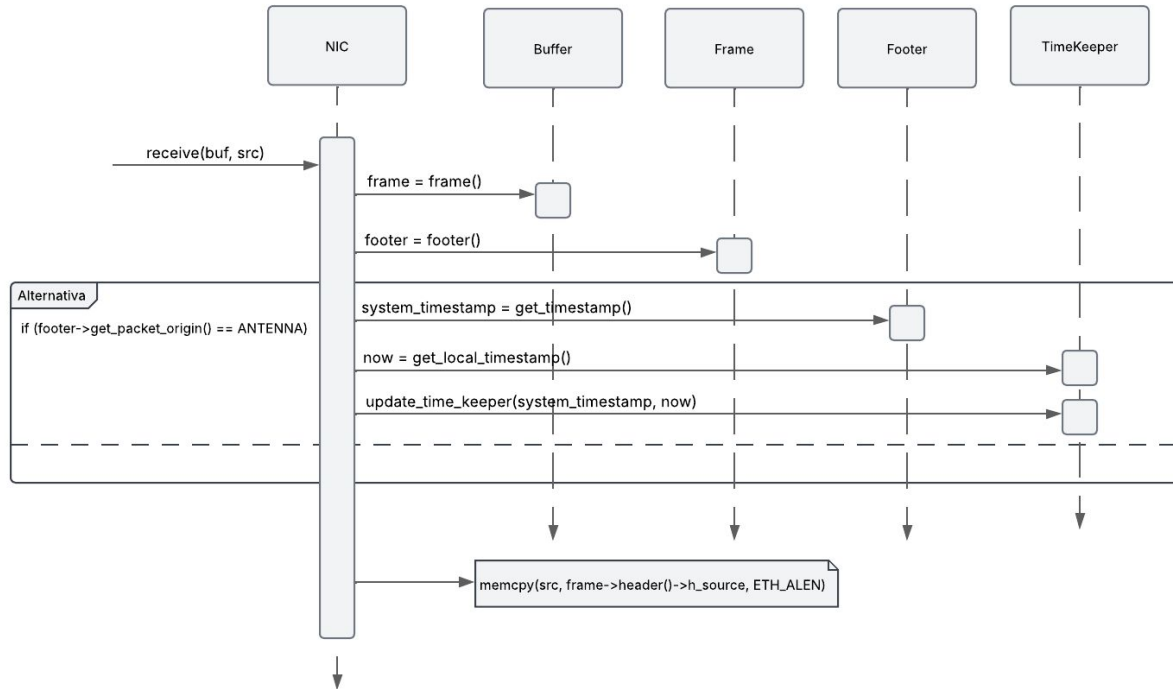 NIC
Buffer
Frame
Footer
TimeKeeper
receive(buf, src)
frame = frame()
footer = footer()
Alternativa
if (footer->get_packet_origin() == ANTENNA)
system_timestamp = get_timestamp()
now = get_local_timestamp()
update_time_keeper(system_timestamp, now)
memcpy(src, frame->header()->h_source, ETH_ALEN)